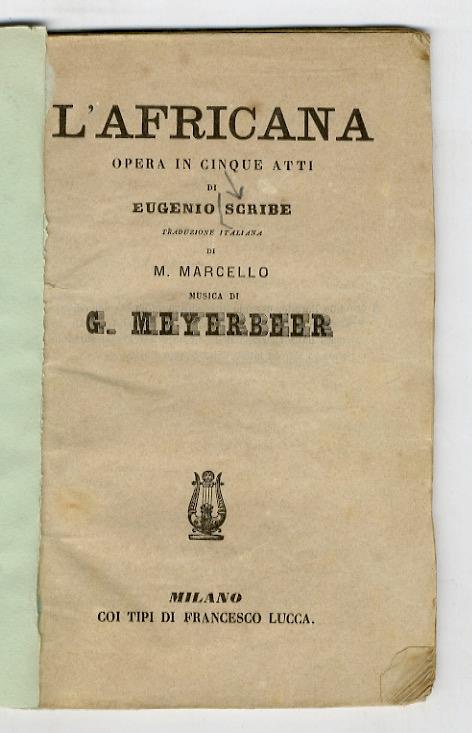 L'AFRICANA
OPERA IN CINQUE ATTI
DI
EUGENIO SCRIBE
TRADUZIONE ITALIANA
DI
M. MARCELLO
MUSICA DI
G. MEYERBEER
MILANO
COI TIPI DI FRANCESCO LUCCA.